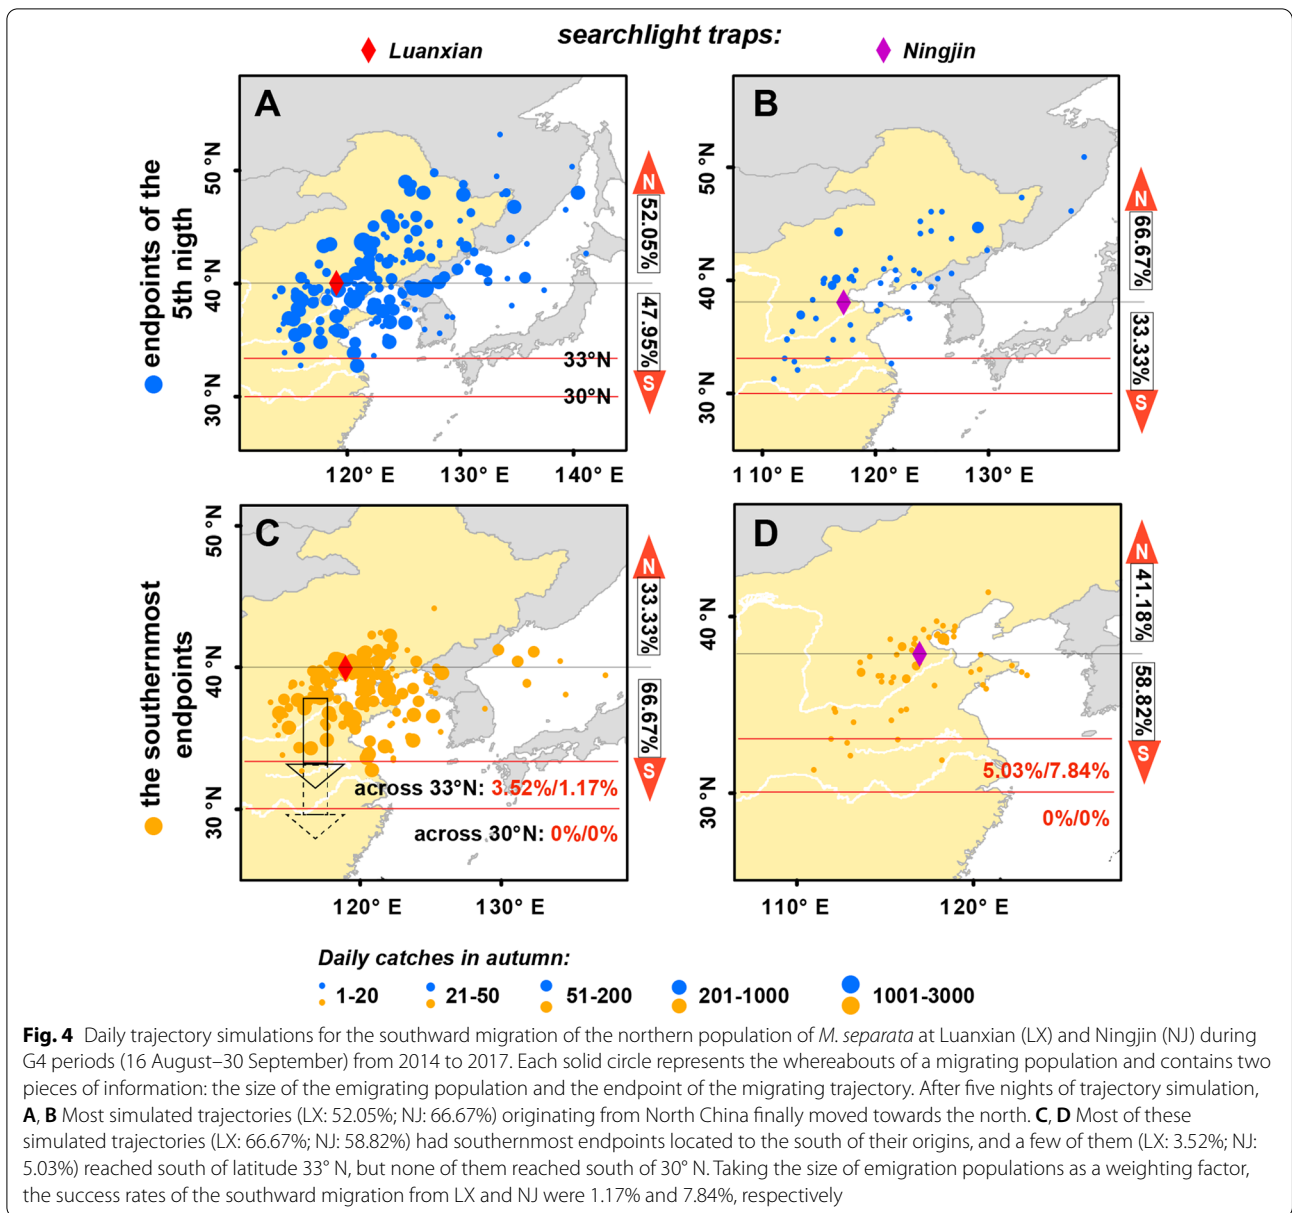 searchlight traps:
Luanxian
Ningjin
A
B
50 °N
40 °N
30 °N
endpoints of the
5th nigth
N
52.05%
47.95%
S
33°N
30°N
120° E
130° E
140° E
50 °N
40 °N
30 °N
N
66.67%
33.33%
S
110° E
120° E
130° E
C
D
50 °N
40 °N
30 °N
the southernmost
endpoints
N
33.33%
66.67%
S
across 33°N: 3.52%/1.17%
across 30°N: 0%/0%
120° E
130° E
40 °N
30 °N
N
41.18%
58.82%
S
5.03%/7.84%
0%/0%
110° E
120° E
Daily catches in autumn:
1-20
21-50
51-200
201-1000
1001-3000
Fig. 4 Daily trajectory simulations for the southward migration of the northern population of M. separata at Luanxian (LX) and Ningjin (NJ) during
G4 periods (16 August–30 September) from 2014 to 2017. Each solid circle represents the whereabouts of a migrating population and contains two
pieces of information: the size of the emigrating population and the endpoint of the migrating trajectory. After five nights of trajectory simulation,
A, B Most simulated trajectories (LX: 52.05%; NJ: 66.67%) originating from North China finally moved towards the north. C, D Most of these
simulated trajectories (LX: 66.67%; NJ: 58.82%) had southernmost endpoints located to the south of their origins, and a few of them (LX: 3.52%; NJ:
5.03%) reached south of latitude 33° N, but none of them reached south of 30° N. Taking the size of emigration populations as a weighting factor,
the success rates of the southward migration from LX and NJ were 1.17% and 7.84%, respectively